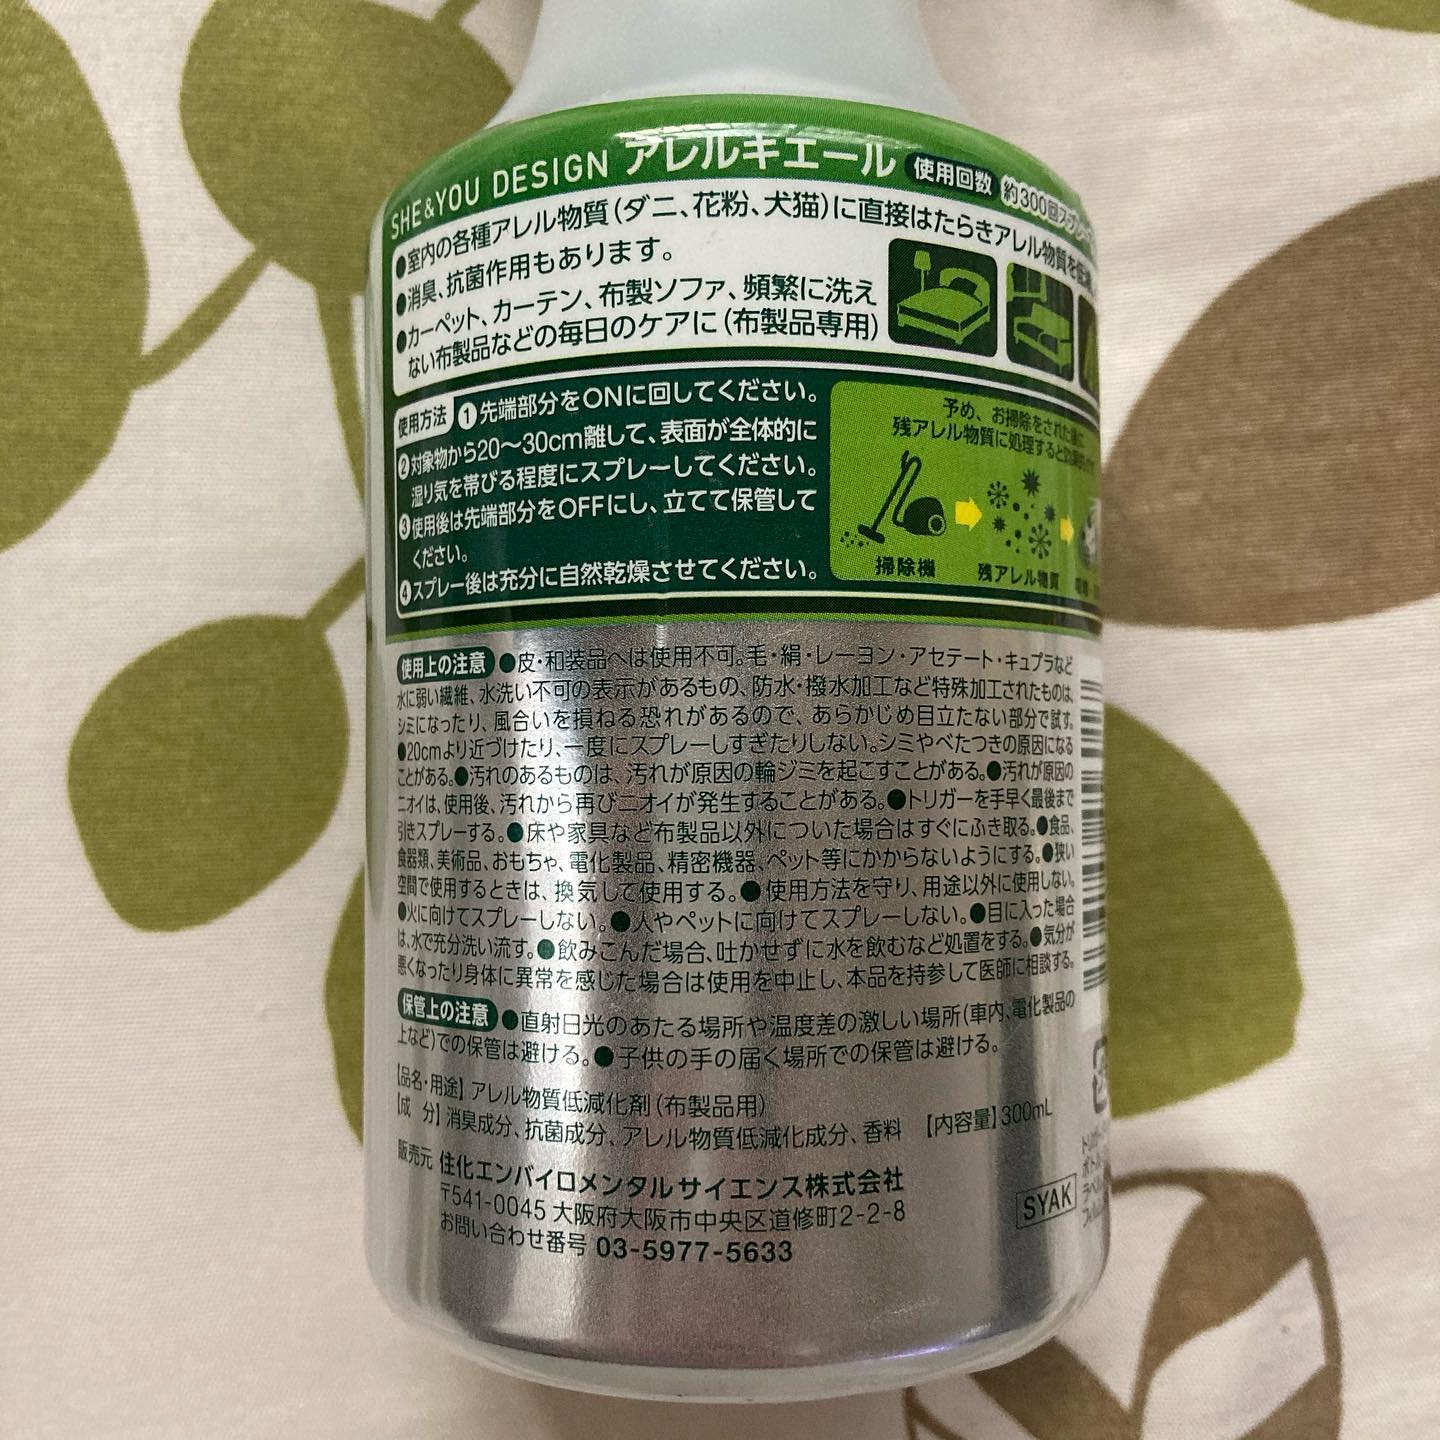 SHE&YOU DESIGN アレルキエール 使用回数 約300回スプレー
●室内の各種アレル物質(ダニ、花粉、犬猫)に直接はたらきアレル物質を低減
●消臭、抗菌作用もあります。
●カーペット、カーテン、布製ソファ、頻繁に洗え
ない布製品などの毎日のケアに(布製品専用)
使用方法 ①先端部分をONに回してください。
②対象物から20～30cm離して、表面が全体的に
湿り気を帯びる程度にスプレーしてください。
③使用後は先端部分をOFFにし、立てて保管して
ください。
④スプレー後は充分に自然乾燥させてください。
予め、お掃除をされた後に
残アレル物質に処理すると効果的
掃除機
残アレル物質
使用上の注意 ●皮・和装品へは使用不可。毛・絹・レーヨン・アセテート・キュプラなど
水に弱い繊維、水洗い不可の表示があるもの、防水・撥水加工など特殊加工されたものは、
シミになったり、風合いを損ねる恐れがあるので、あらかじめ目立たない部分で試す。
●20cmより近づけたり、一度にスプレーしすぎたりしない。シミやべたつきの原因になる
ことがある。●汚れのあるものは、汚れが原因の輪ジミを起こすことがある。●汚れが原因の
ニオイは、使用後、汚れから再びニオイが発生することがある。●トリガーを手早く最後まで
引きスプレーする。●床や家具など布製品以外についた場合はすぐにふき取る。●食品、
食器類、美術品、おもちゃ、電化製品、精密機器、ペット等にかからないようにする。●狭い
空間で使用するときは、換気して使用する。●使用方法を守り、用途以外に使用しない。
●火に向けてスプレーしない。●人やペットに向けてスプレーしない。●目に入った場合
は、水で充分洗い流す。●飲みこんだ場合、吐かせずに水を飲むなど処置をする。●気分が
悪くなったり身体に異常を感じた場合は使用を中止し、本品を持参して医師に相談する。
保管上の注意 ●直射日光のあたる場所や温度差の激しい場所(車内、電化製品の
上など)での保管は避ける。●子供の手の届く場所での保管は避ける。
【品名・用途】アレル物質低減化剤(布製品用)
【成 分】消臭成分、抗菌成分、アレル物質低減化成分、香料 【内容量】300mL
販売元 住化エンバイロメンタルサイエンス株式会社
〒541-0045 大阪府大阪市中央区道修町2-2-8
お問い合わせ番号 03-5977-5633
SYAK